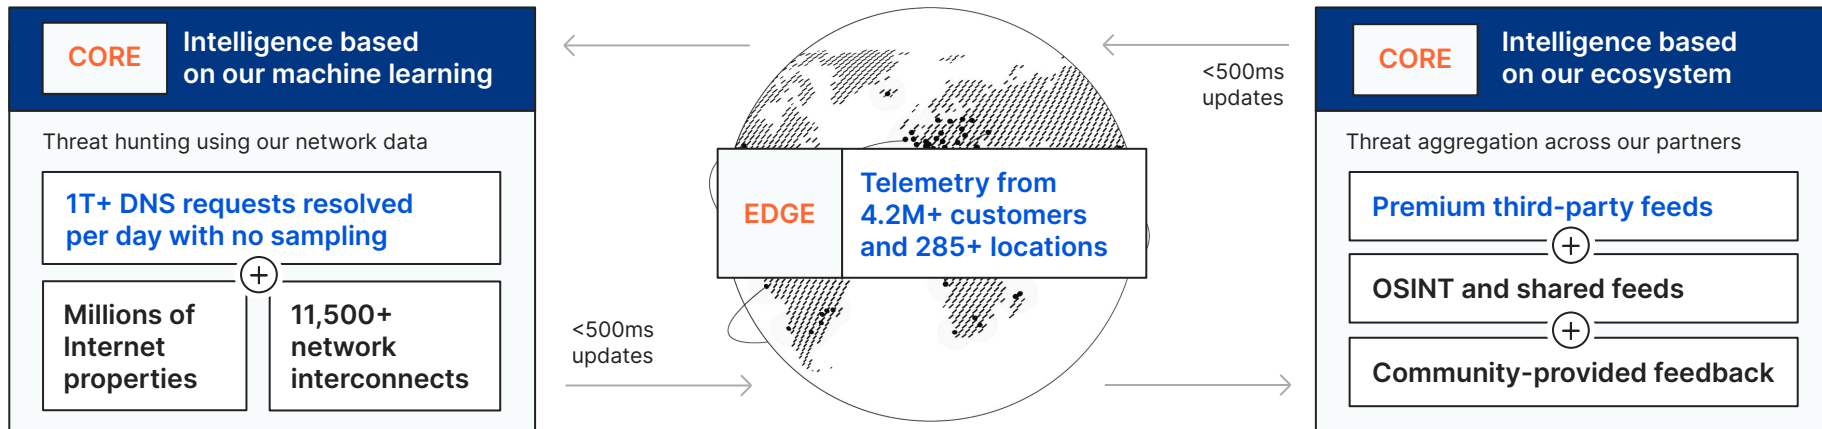 CORE
Intelligence based
on our machine learning
Threat hunting using our network data
1T+ DNS requests resolved
per day with no sampling
+
Millions of
Internet
properties
11,500+
network
interconnects
<500ms
updates
EDGE
Telemetry from
4.2M+ customers
and 285+ locations
<500ms
updates
CORE
Intelligence based
on our ecosystem
Threat aggregation across our partners
Premium third-party feeds
+
OSINT and shared feeds
+
Community-provided feedback